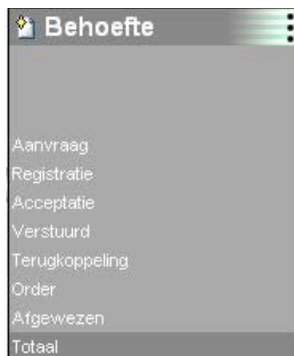 Behoefte
Aanvraag
Registratie
Acceptatie
Verstuurd
Terugkoppeling
Order
Afgewezen
Totaal